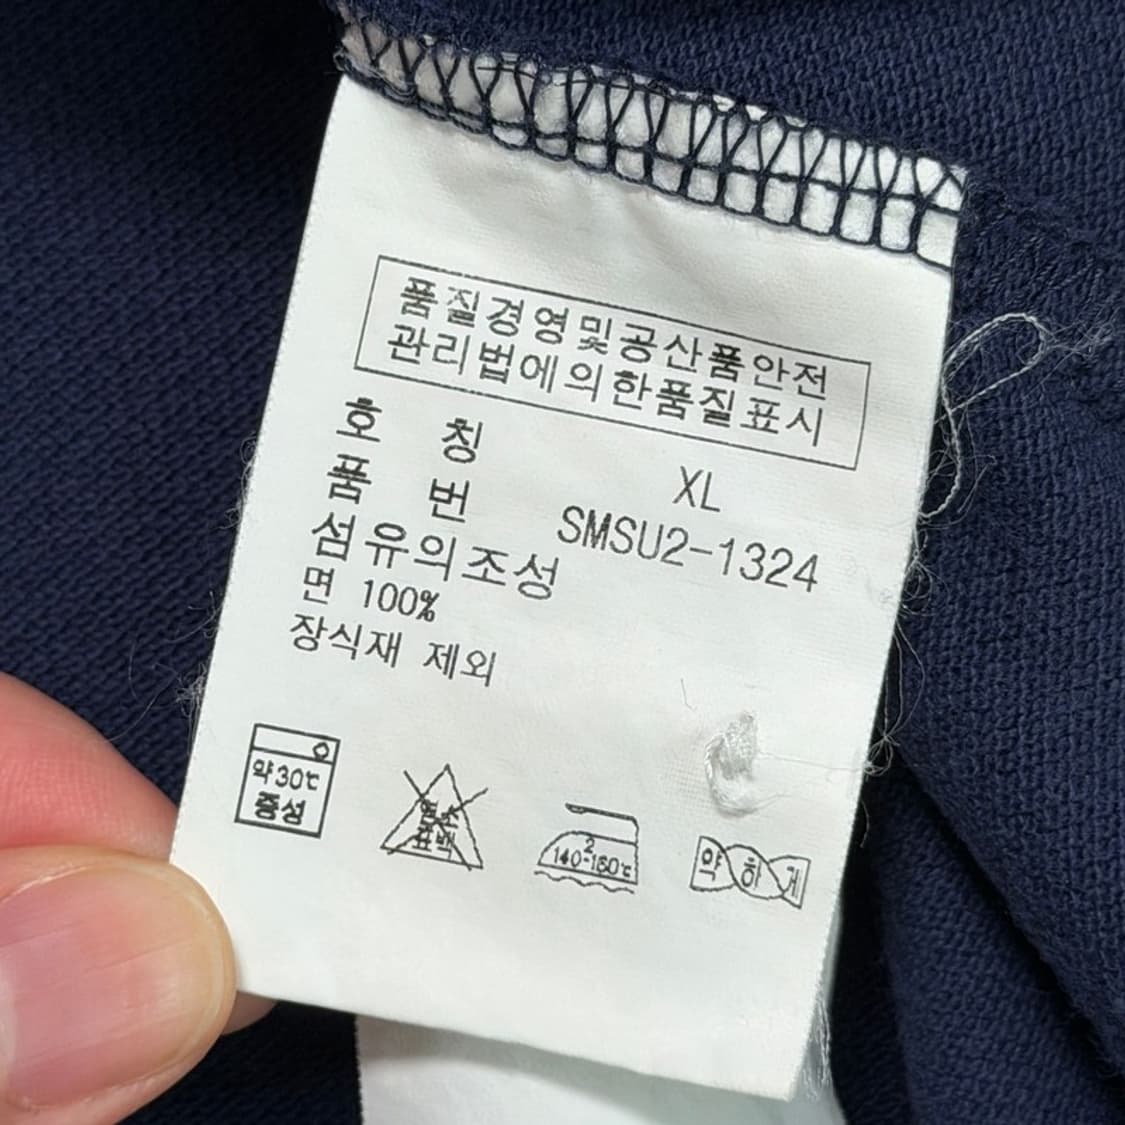 품질경영및공산품안전
관리법에의한품질표시
호 칭 XL
품 번 SMSU2-1324
섬유의조성
면 100%
장식재 제외
약30℃
중성
염소
표백
2
140-160℃
약하게